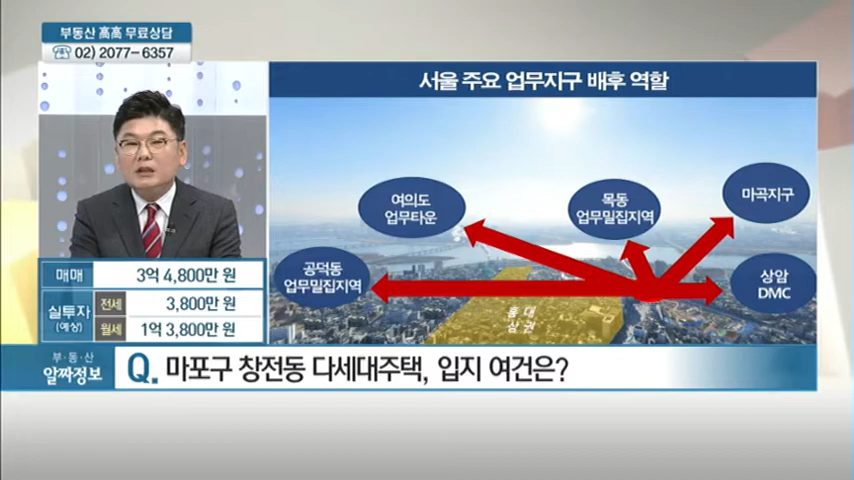 부동산 高高 무료상담
☎ 02) 2077-6357
서울 주요 업무지구 배후 역할
여의도
업무타운
목동
업무밀집지역
마곡지구
공덕동
업무밀집지역
상암
DMC
홍대
상권
매매 3억 4,800만 원
실투자
(예상)
전세 3,800만 원
월세 1억 3,800만 원
부·동·산
알짜정보
Q. 마포구 창전동 다세대주택, 입지 여건은?